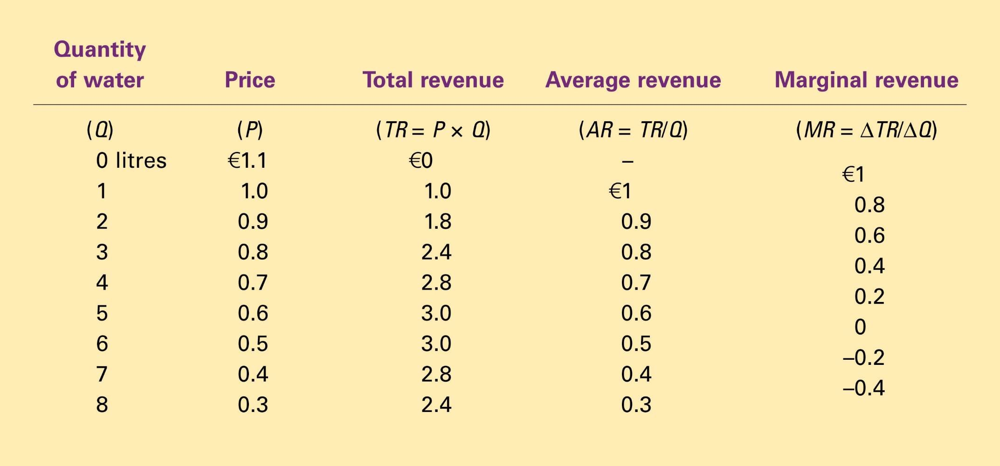 Quantity
of water Price Total revenue Average revenue Marginal revenue
(Q) (P) (TR = P × Q) (AR = TR/Q) (MR = ΔTR/ΔQ)
0 litres €1.1 €0 –
€1
1 1.0 1.0 €1
0.8
2 0.9 1.8 0.9
0.6
3 0.8 2.4 0.8
0.4
4 0.7 2.8 0.7
0.2
5 0.6 3.0 0.6
0
6 0.5 3.0 0.5
–0.2
7 0.4 2.8 0.4
–0.4
8 0.3 2.4 0.3